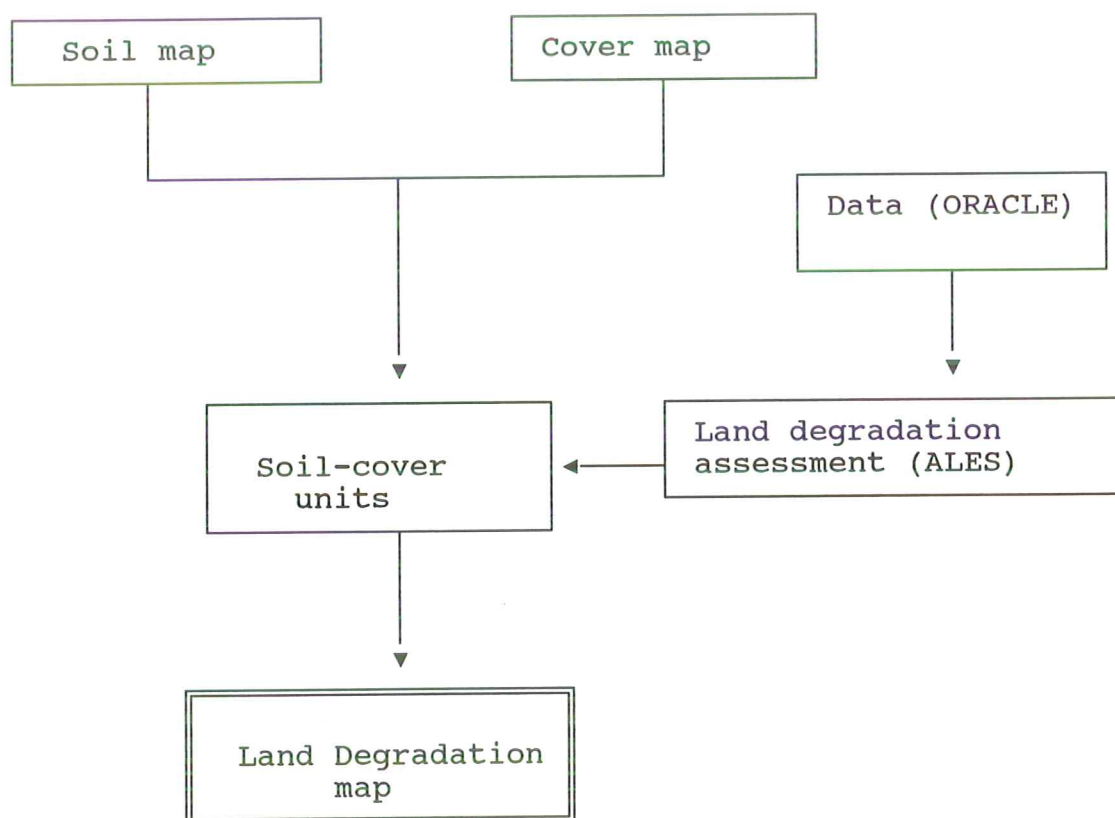 Soil map
Cover map
Data (ORACLE)
Land degradation
assessment (ALES)
Soil-cover
units
Land Degradation
map